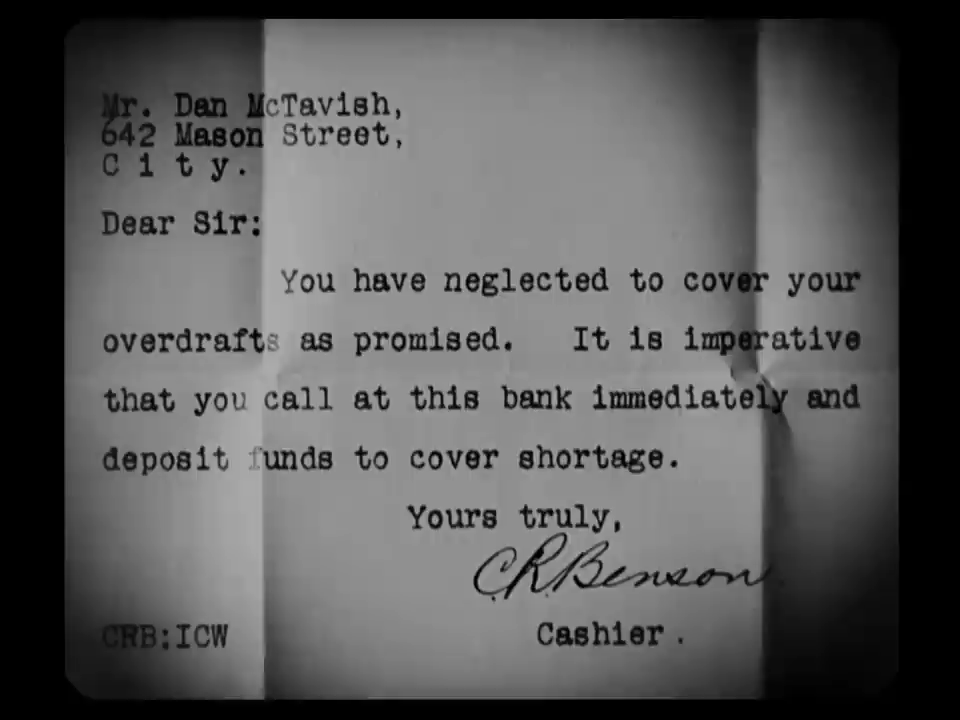 Mr. Dan McTavish,
642 Mason Street,
C i t y.
Dear Sir:
You have neglected to cover your
overdrafts as promised. It is imperative
that you call at this bank immediately and
deposit funds to cover shortage.
Yours truly,
C.R. Benson
CRB:ICW Cashier.